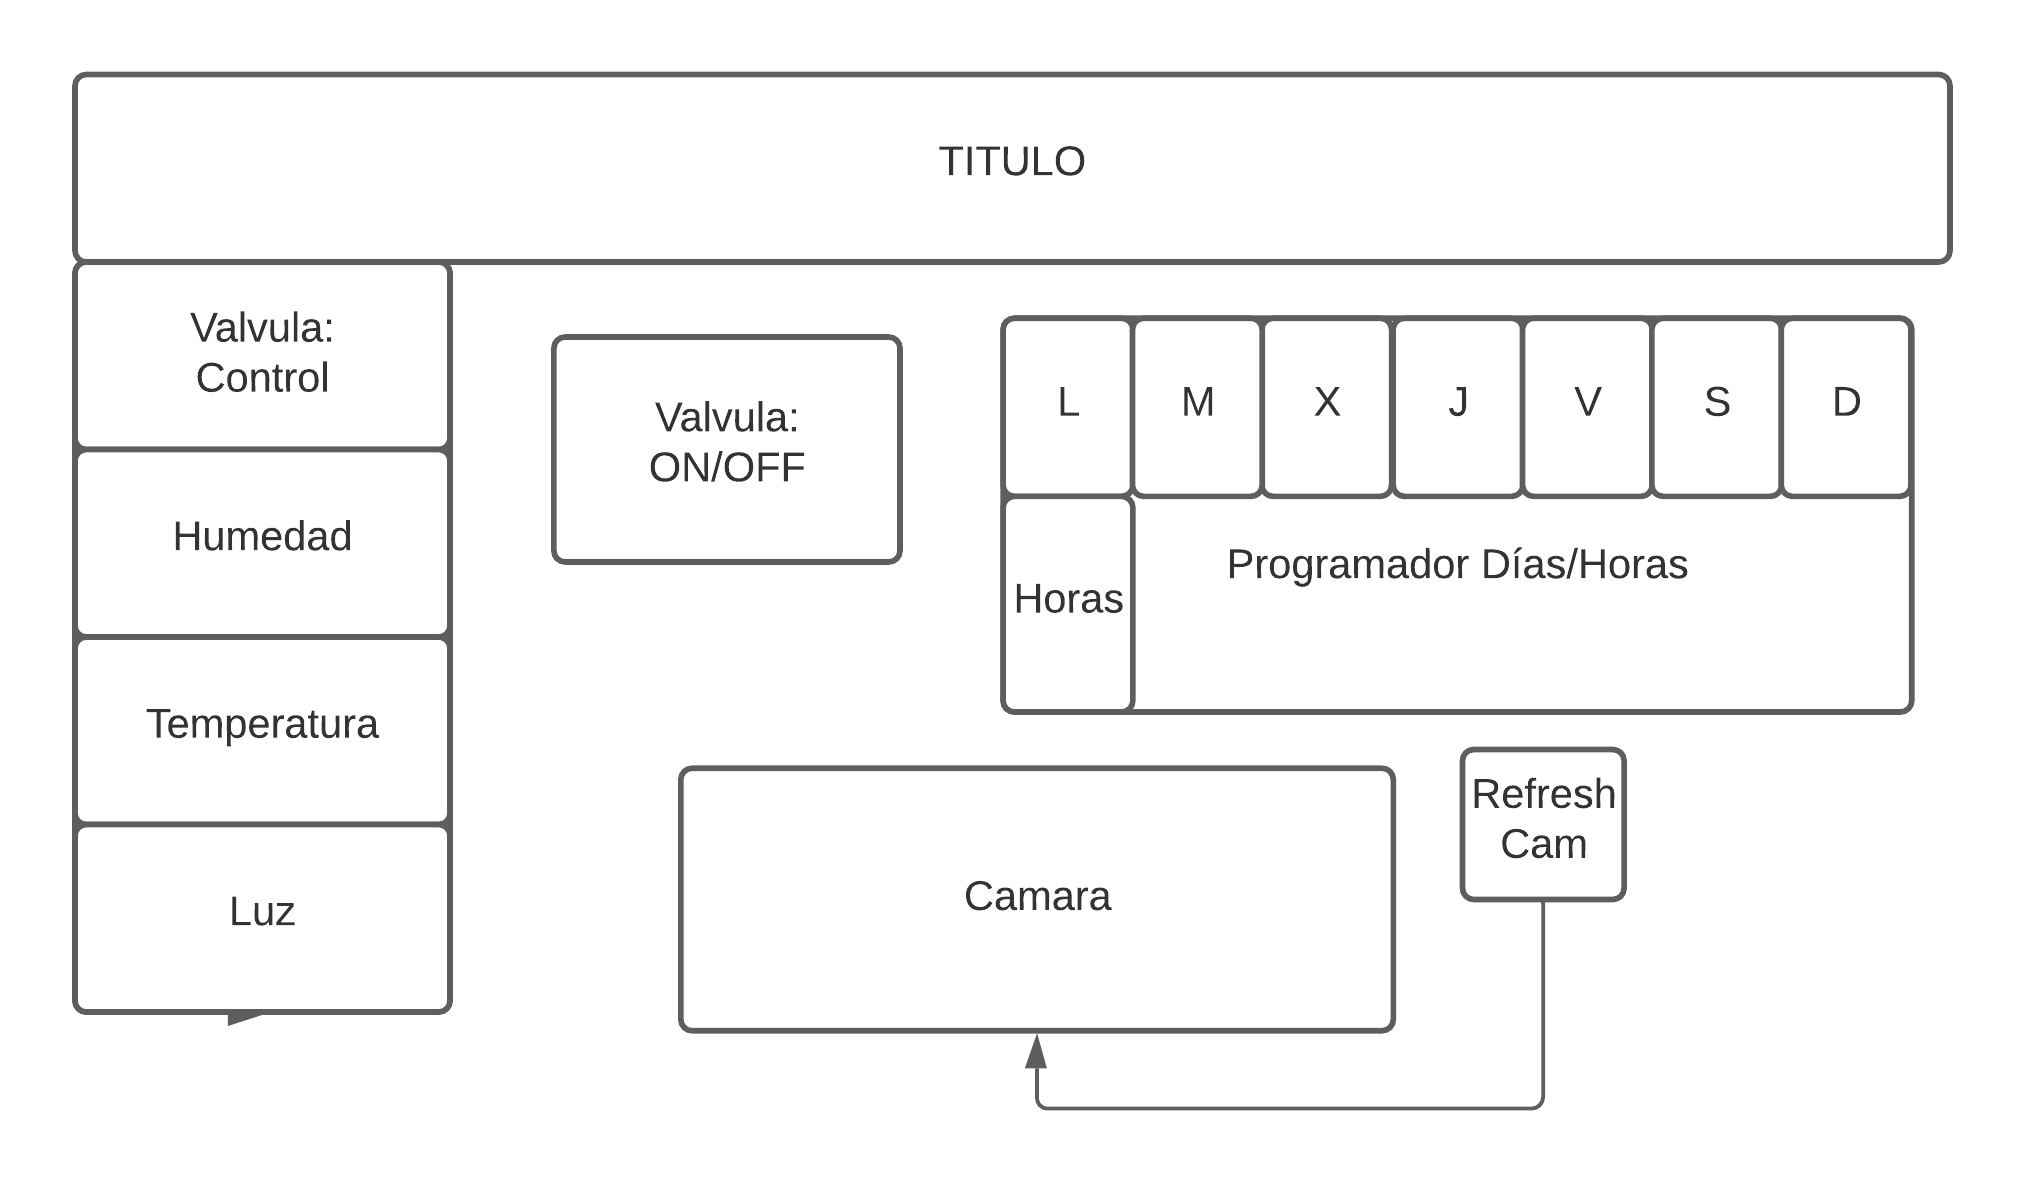 TITULO
Valvula:
Control
Humedad
Temperatura
Luz
Valvula:
ON/OFF
L M X J V S D
Horas
Programador Días/Horas
Camara
Refresh
Cam